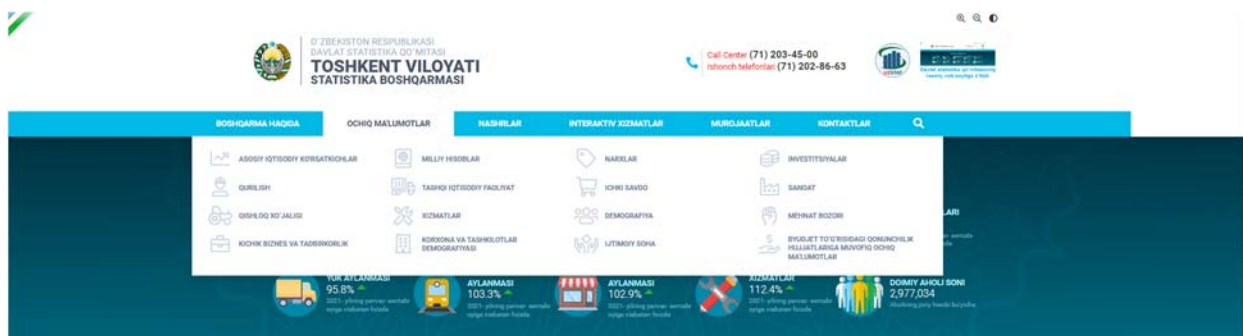 O'ZBEKISTON RESPUBLIKASI
DAVLAT STATISTIKA QO'MITASI
TOSHKENT VILOYATI
STATISTIKA BOSHQARMASI
Call Center (71) 203-45-00
Ishonch telefonlari (71) 202-86-63
BOSHQARMA HAQIDA OCHIQ MA'LUMOTLAR NASHRLAR INTERAKTIV XIZMATLAR MUROJAATLAR KONTAKTLAR
ASOSIY IQTISODIY KO'RSATKICHLAR MILLIY HISOBLAR NARXLAR INVESTITSIYALAR
QURILISH TASHQI IQTISODIY FAOLIYAT ICHKI SAVDO SANOAT
QISHLOQ XO'JALIGI XIZMATLAR DEMOGRAFIYA MEHNAT BOZORI
LARI
KICHIK BIZNES VA TADBIRKORLIK KORXONA VA TASHKILOTLAR
DEMOGRAFIYASI
IJTIMOIY SOHA BYUDJET TO'G'RISIDAGI QONUNCHILIK
HUJJATLARIGA MUVOFIQ OCHIQ
MA'LUMOTLAR
YUK AYLANMASI
95.8%
AYLANMASI
103.3%
AYLANMASI
102.9%
XIZMATLAR
112.4%
DOIMIY AHOLI SONI
2,977,034